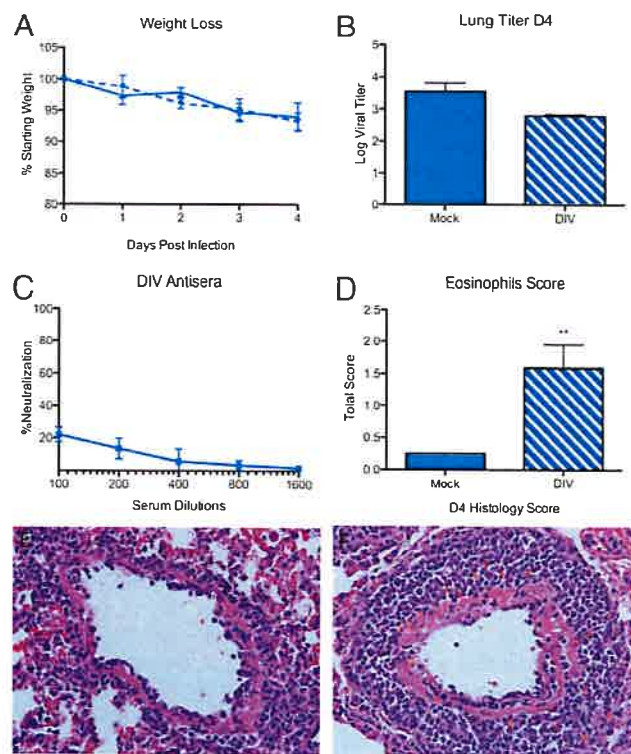 A
Weight Loss
% Starting Weight
105
100
95
90
85
80
0 1 2 3 4
Days Post Infection
B
Lung Titer D4
Log Viral Titer
5
4
3
2
1
0
Mock DIV
C
DIV Antisera
%Neutralization
100
80
60
40
20
100 200 400 800 1600
Serum Dilutions
D
Eosinophils Score
Total Score
2.5
2.0
1.5
1.0
0.5
0.0
**
Mock DIV
D4 Histology Score
E
F